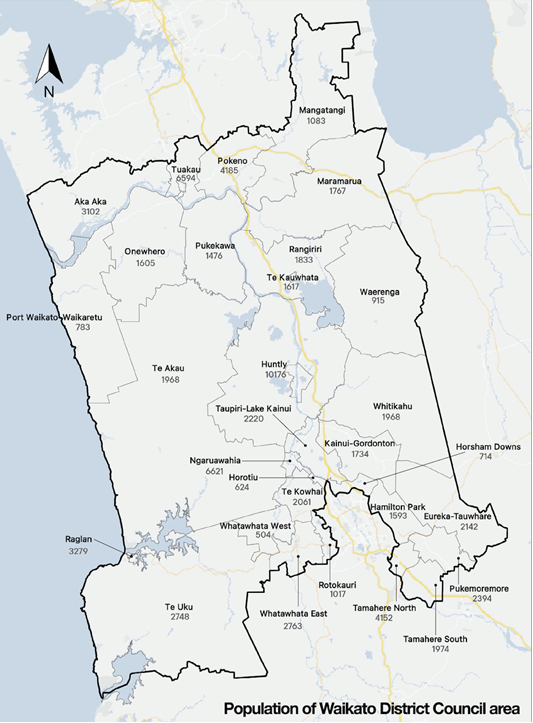 N
Mangatangi
1083
Tuakau
6594
Pokeno
4185
Maramarua
1767
Aka Aka
3102
Onewhero
1605
Pukekawa
1476
Rangiriri
1833
Te Kauwhata
1617
Waerenga
915
Port Waikato-Waikaretu
783
Te Akau
1968
Huntly
10176
Taupiri-Lake Kainui
2220
Whitikahu
1968
Kainui-Gordonton
1734
Horsham Downs
714
Ngaruawahia
6621
Horotiu
624
Te Kowhai
2061
Hamilton Park
1593
Eureka-Tauwhare
2142
Whatawhata West
504
Raglan
3279
Te Uku
2748
Whatawhata East
2763
Rotokauri
1017
Tamahere North
4152
Pukemoremore
2394
Tamahere South
1974
Population of Waikato District Council area